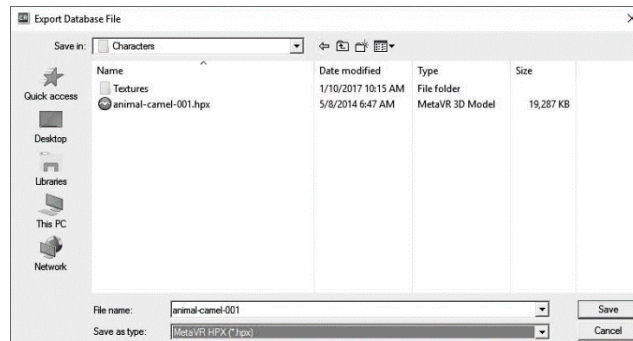 Export Database File
Save in: Characters
Name Date modified Type Size
Textures 1/10/2017 10:15 AM File folder
animal-camel-001.hpx 5/8/2014 6:47 AM MetaVR 3D Model 19,287 KB
Quick access
Desktop
Libraries
This PC
Network
File name: animal-camel-001 Save
Save as type: MetaVR HPX (*.hpx) Cancel